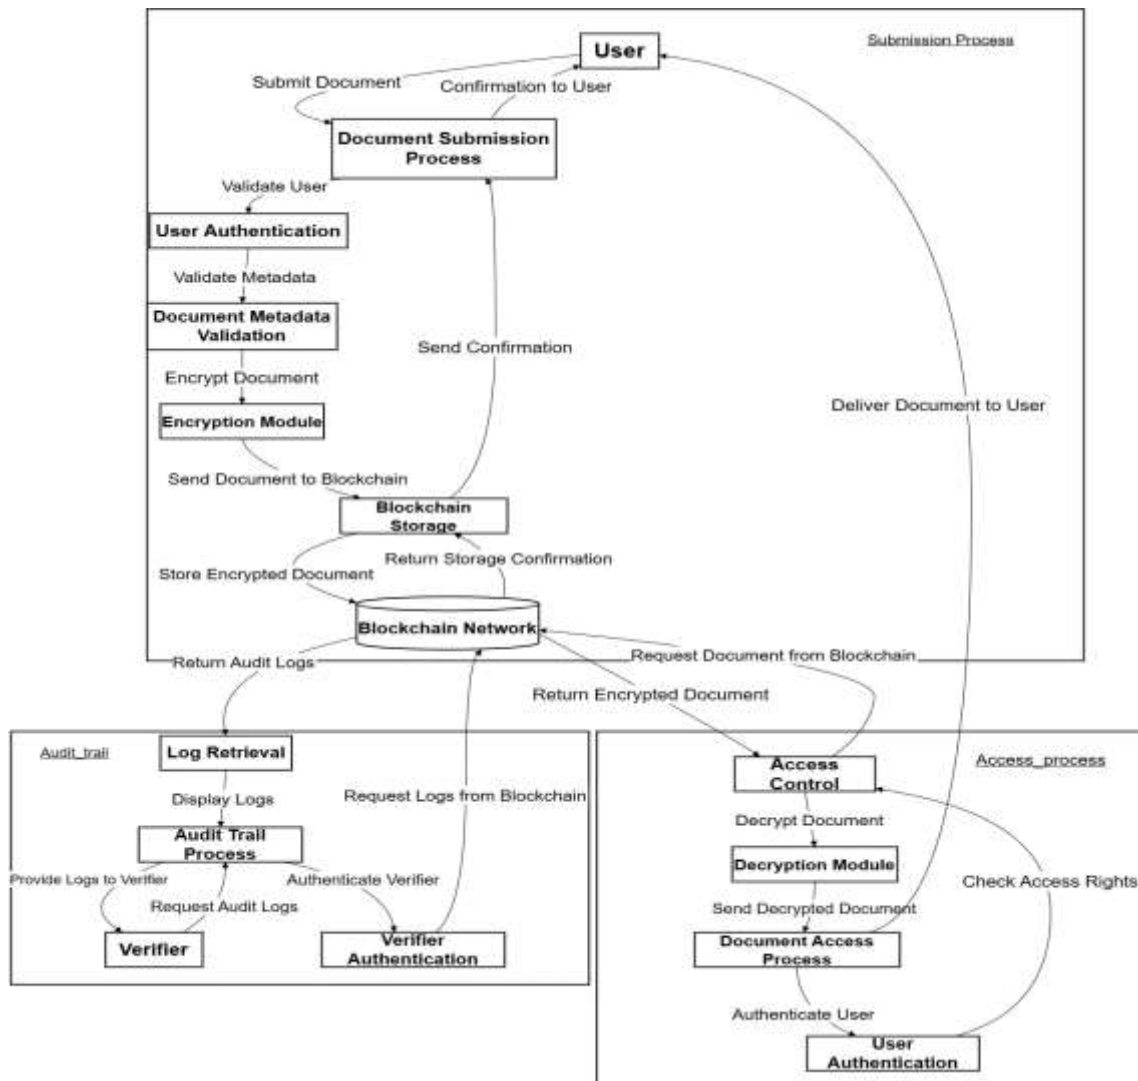 User
Submission Process
Submit Document
Confirmation to User
Document Submission
Process
Validate User
User Authentication
Validate Metadata
Document Metadata
Validation
Send Confirmation
Encrypt Document
Deliver Document to User
Encryption Module
Send Document to Blockchain
Blockchain
Storage
Return Storage Confirmation
Store Encrypted Document
Blockchain Network
Return Audit Logs
Request Document from Blockchain
Return Encrypted Document
Audit_trail
Log Retrieval
Request Logs from Blockchain
Display Logs
Audit Trail
Process
Provide Logs to Verifier
Authenticate Verifier
Request Audit Logs
Verifier
Verifier
Authentication
Access_process
Access
Control
Decrypt Document
Decryption Module
Check Access Rights
Send Decrypted Document
Document Access
Process
Authenticate User
User
Authentication